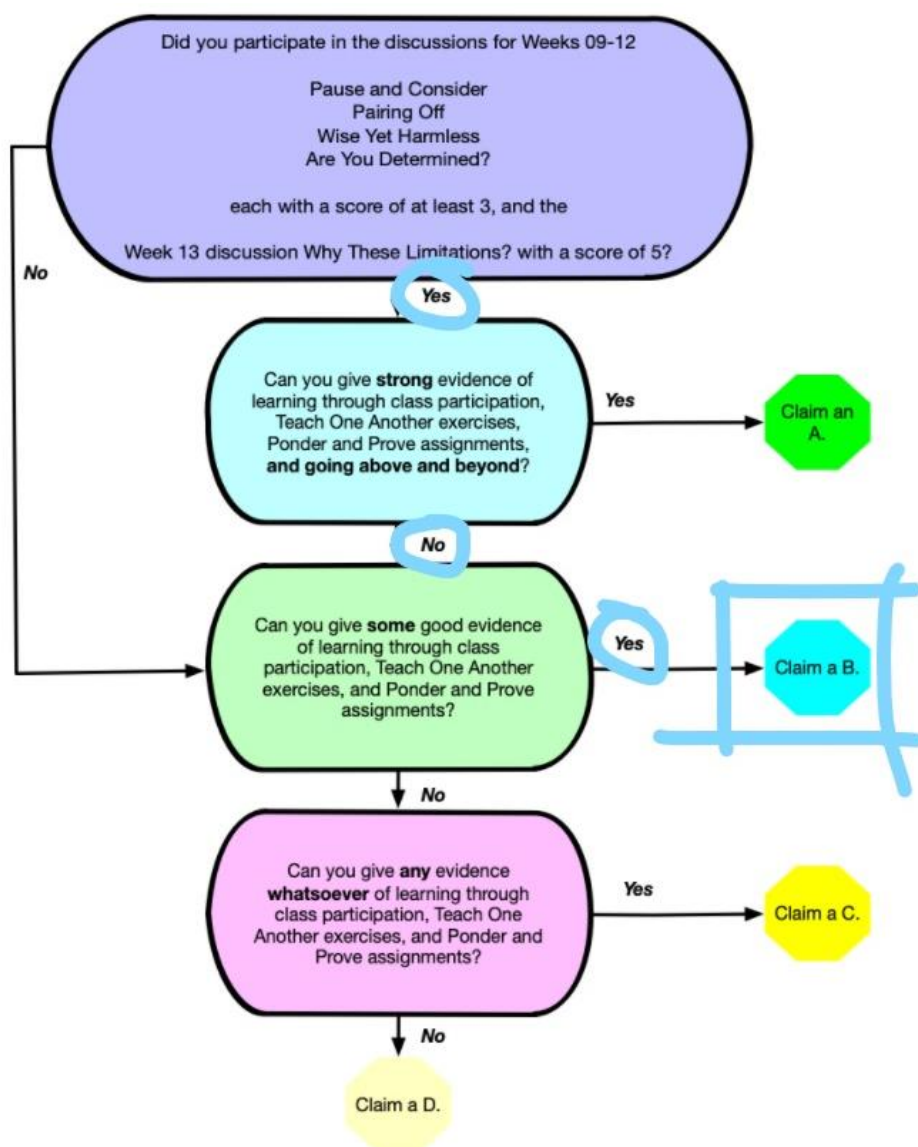 Did you participate in the discussions for Weeks 09-12
Pause and Consider
Pairing Off
Wise Yet Harmless
Are You Determined?
each with a score of at least 3, and the
Week 13 discussion Why These Limitations? with a score of 5?
No
Yes
Can you give strong evidence of
learning through class participation,
Teach One Another exercises,
Ponder and Prove assignments,
and going above and beyond?
Yes
Claim an
A.
No
Can you give some good evidence
of learning through class
participation, Teach One Another
exercises, and Ponder and Prove
assignments?
Yes
Claim a B.
No
Can you give any evidence
whatsoever of learning through
class participation, Teach One
Another exercises, and Ponder and
Prove assignments?
Yes
Claim a C.
No
Claim a D.